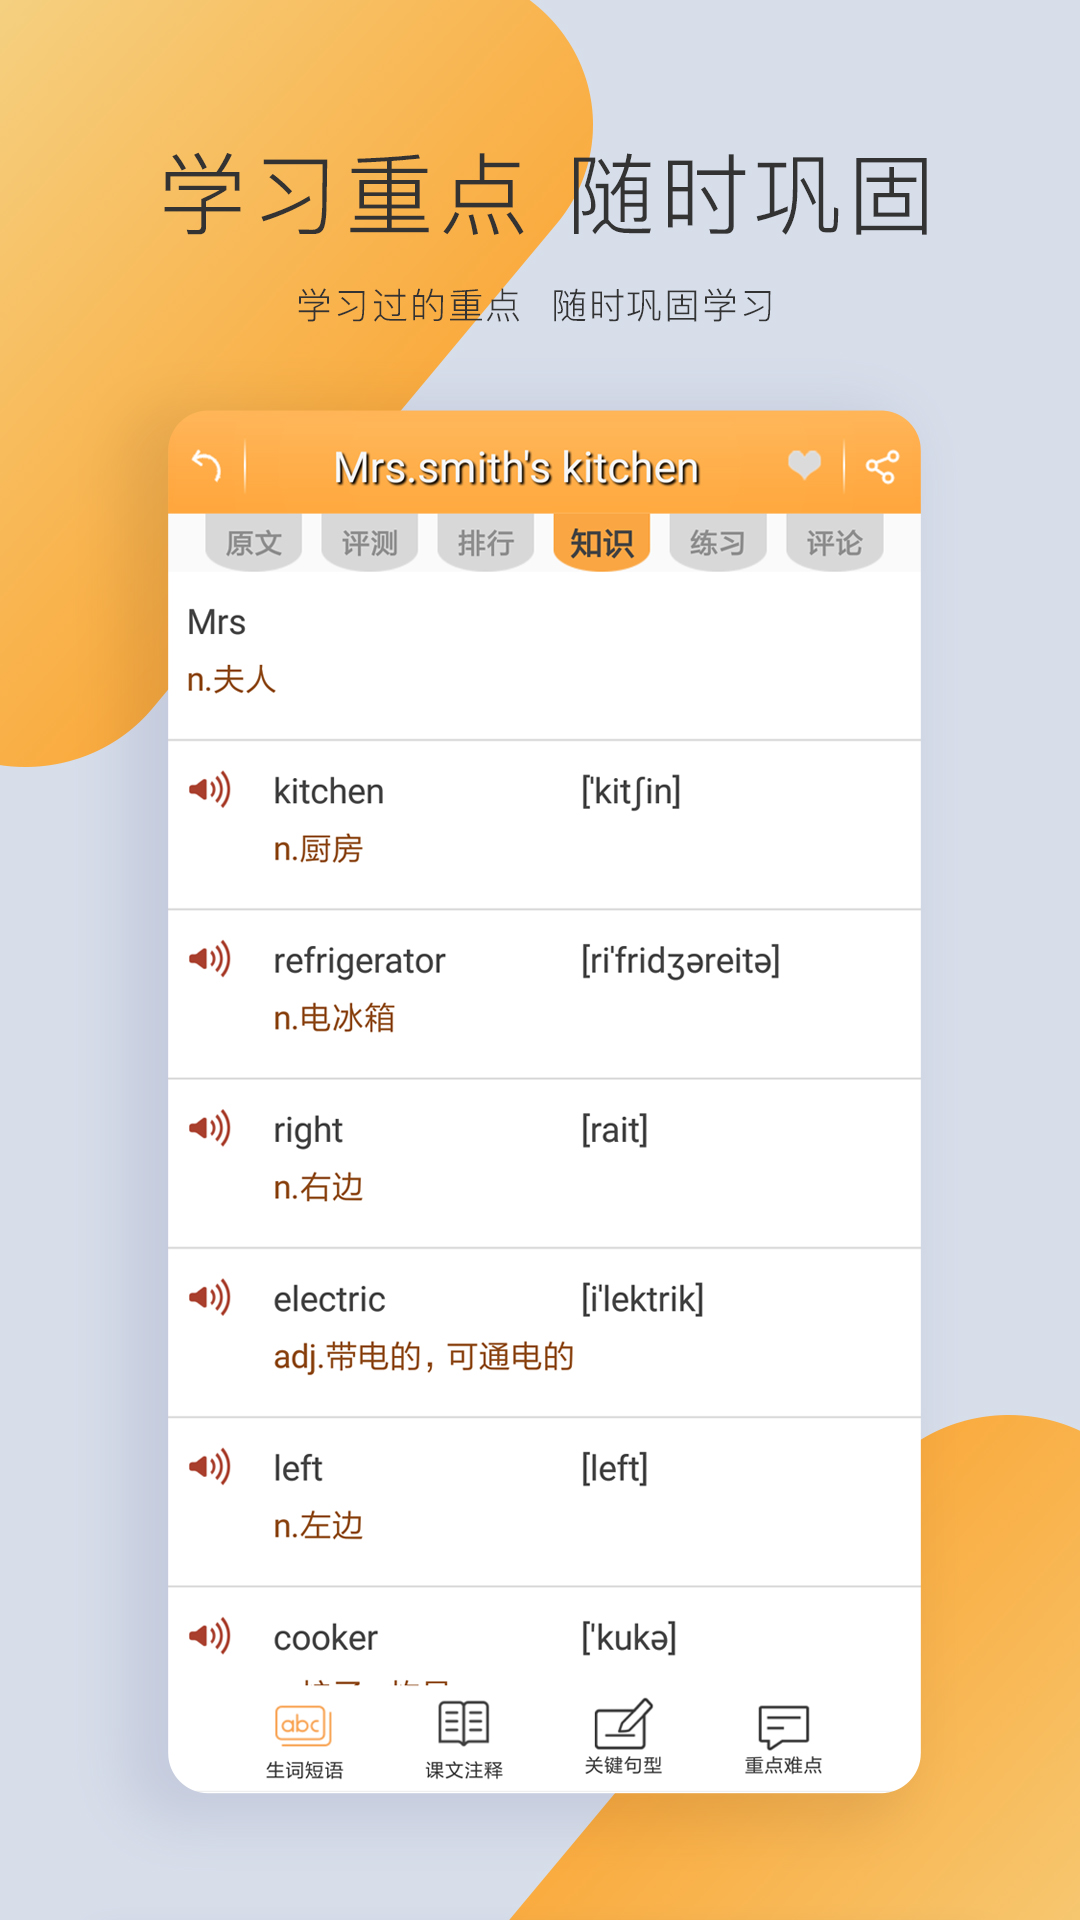 学习重点 随时巩固
学习过的重点 随时巩固学习
Mrs.smith's kitchen
原文 评测 排行 知识 练习 评论
Mrs
n.夫人
kitchen ['kitʃin]
n.厨房
refrigerator [ri'fridʒəreitə]
n.电冰箱
right [rait]
n.右边
electric [i'lektrik]
adj.带电的，可通电的
left [left]
n.左边
cooker ['kukə]
abc
生词短语 课文注释 关键句型 重点难点